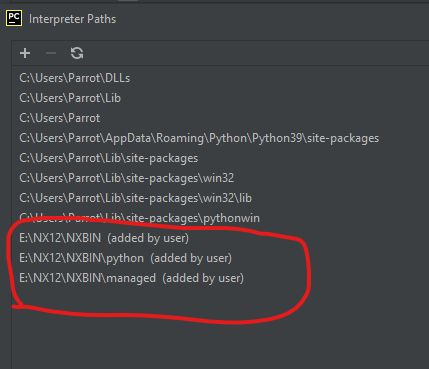 PC
Interpreter Paths
C:\Users\Parrot\DLLs
C:\Users\Parrot\Lib
C:\Users\Parrot
C:\Users\Parrot\AppData\Roaming\Python\Python39\site-packages
C:\Users\Parrot\Lib\site-packages
C:\Users\Parrot\Lib\site-packages\win32
C:\Users\Parrot\Lib\site-packages\win32\lib
C:\Users\Parrot\Lib\site-packages\pythonwin
E:\NX12\NXBIN (added by user)
E:\NX12\NXBIN\python (added by user)
E:\NX12\NXBIN\managed (added by user)